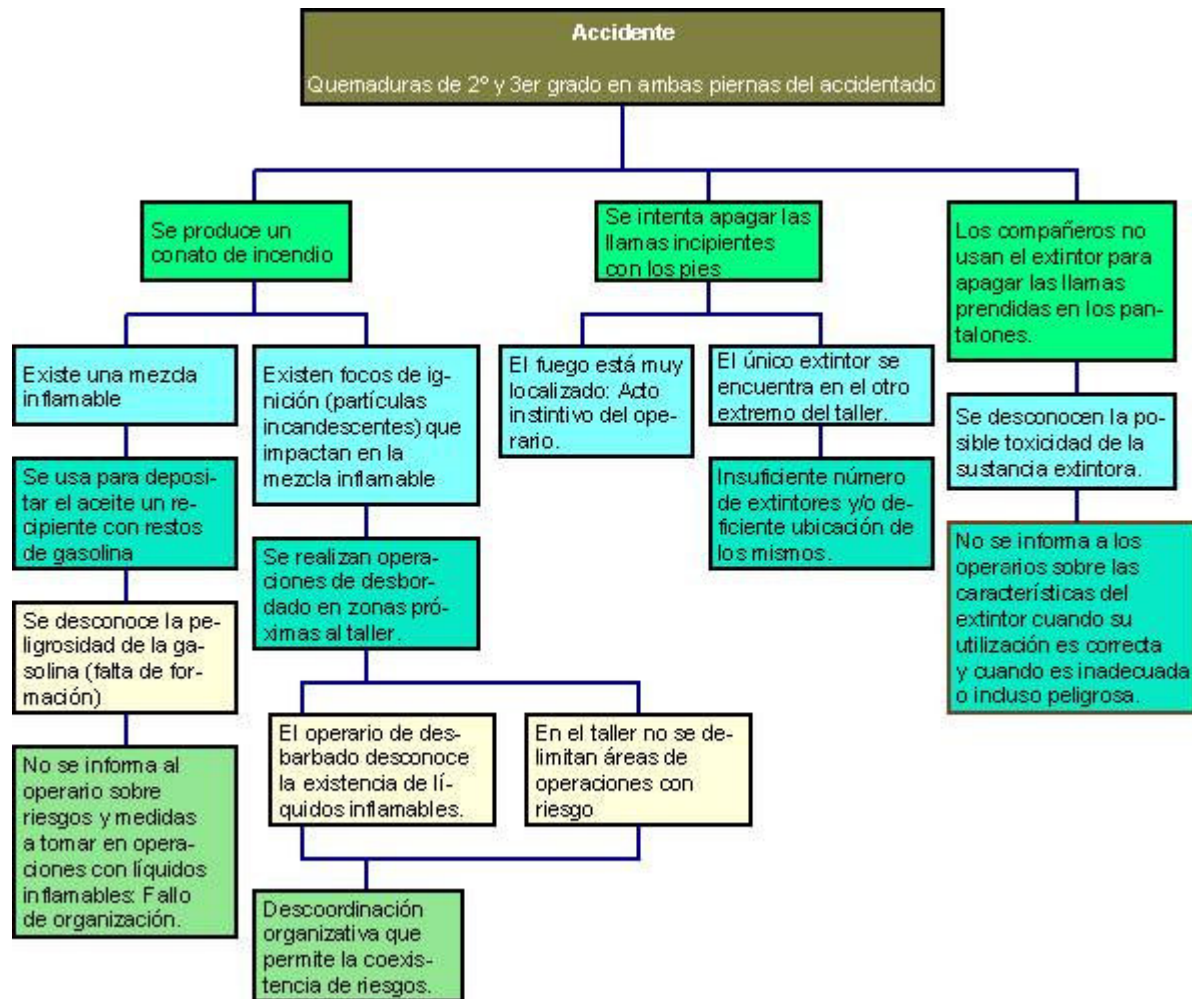 Accidente
Quemaduras de 2º y 3er grado en ambas piernas del accidentado
Se produce un
conato de incendio
Se intenta apagar las
llamas incipientes
con los pies
Los compañeros no
usan el extintor para
apagar las llamas
prendidas en los pan-
talones.
Existe una mezcla
inflamable
Existen focos de ig-
nición (partículas
incandescentes) que
impactan en la
mezcla inflamable
El fuego está muy
localizado: Acto
instintivo del ope-
rario.
El único extintor se
encuentra en el otro
extremo del taller.
Se desconocen la po-
sible toxicidad de la
sustancia extintora.
Se usa para deposi-
tar el aceite un re-
cipiente con restos
de gasolina
Insuficiente número
de extintores y/o de-
ficiente ubicación de
los mismos.
Se realizan opera-
ciones de desbor-
dado en zonas pró-
ximas al taller.
No se informa a los
operarios sobre las
características del
extintor cuando su
utilización es correcta
y cuando es inadecuada
o incluso peligrosa.
Se desconoce la pe-
ligrosidad de la ga-
solina (falta de for-
mación)
El operario de des-
barbado desconoce
la existencia de lí-
quidos inflamables.
En el taller no se de-
limitan áreas de
operaciones con
riesgo
No se informa al
operario sobre
riesgos y medidas
a tomar en opera-
ciones con líquidos
inflamables: Fallo
de organización.
Descoordinación
organizativa que
permite la coexis-
tencia de riesgos.